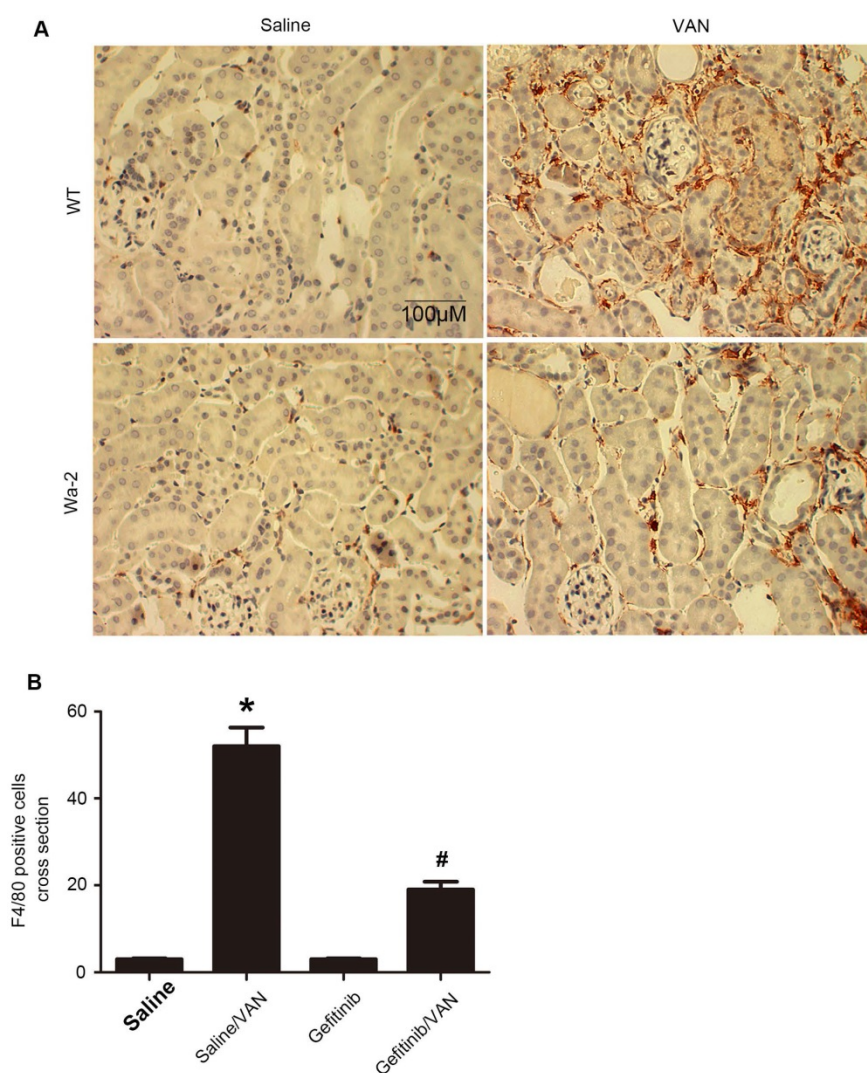 A
Saline
VAN
WT
100µM
Wa-2
B
F4/80 positive cells
cross section
60
40
20
0
*
#
Saline
Saline/VAN
Gefitinib
Gefitinib/VAN